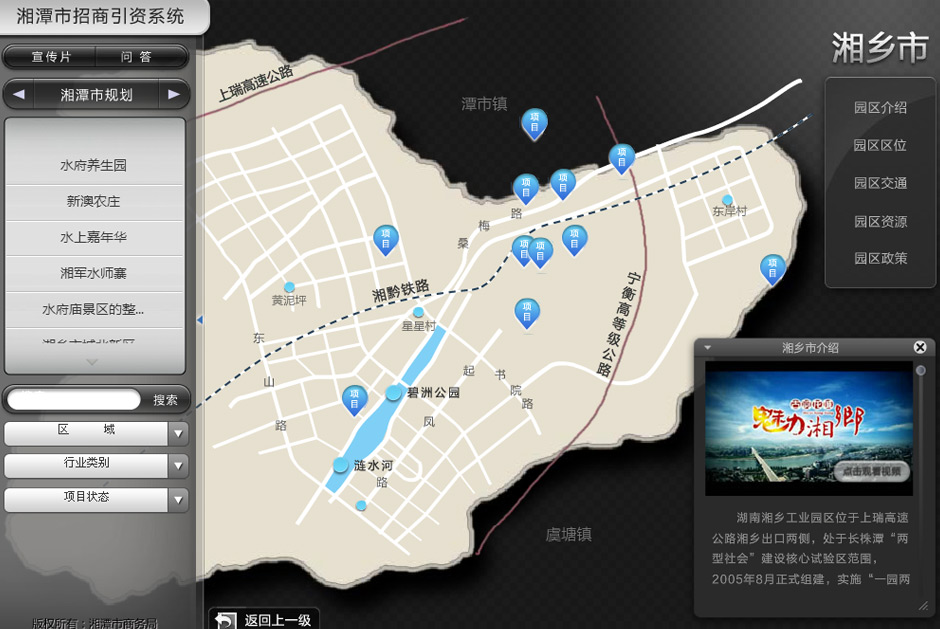 湘潭市招商引资系统
宣传片
问 答
湘潭市规划
水府养生园
新澳农庄
水上嘉年华
湘军水师寨
水府庙景区的整...
搜索
区 域
行业类别
项目状态
版权所有：湘潭市商务局
上瑞高速公路
潭市镇
项目
项目
项目
项目
项目
项目
项目
项目
项目
项目
项目
路
梅
桑
东岸村
黄泥坪
湘黔铁路
星星村
宁衡高等级公路
东
山
路
碧洲公园
起
凤
路
书
院
路
涟水河
虞塘镇
返回上一级
湘乡市
园区介绍
园区区位
园区交通
园区资源
园区政策
湘乡市介绍
魅力湘鄉
点击观看视频
湖南湘乡工业园区位于上瑞高速
公路湘乡出口两侧，处于长株潭“两
型社会”建设核心试验区范围，
2005年8月正式组建，实施“一园两